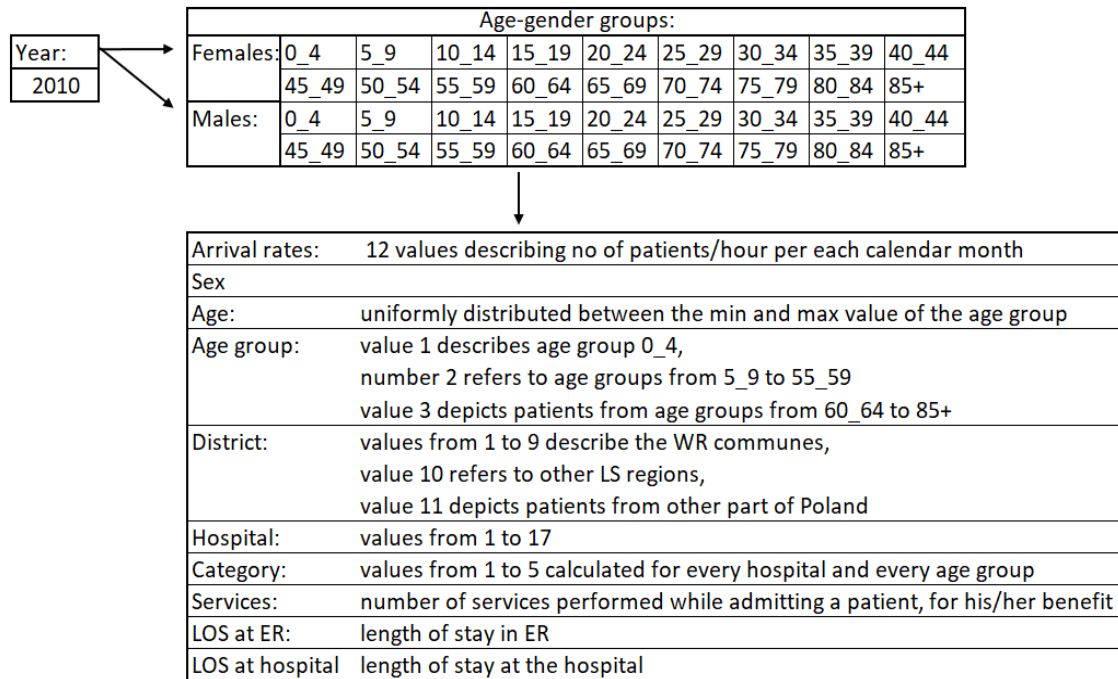 Age-gender groups:
Year:
2010
Females: 0_4 5_9 10_14 15_19 20_24 25_29 30_34 35_39 40_44
45_49 50_54 55_59 60_64 65_69 70_74 75_79 80_84 85+
Males: 0_4 5_9 10_14 15_19 20_24 25_29 30_34 35_39 40_44
45_49 50_54 55_59 60_64 65_69 70_74 75_79 80_84 85+
Arrival rates: 12 values describing no of patients/hour per each calendar month
Sex
Age: uniformly distributed between the min and max value of the age group
Age group: value 1 describes age group 0_4,
number 2 refers to age groups from 5_9 to 55_59
value 3 depicts patients from age groups from 60_64 to 85+
District: values from 1 to 9 describe the WR communes,
value 10 refers to other LS regions,
value 11 depicts patients from other part of Poland
Hospital: values from 1 to 17
Category: values from 1 to 5 calculated for every hospital and every age group
Services: number of services performed while admitting a patient, for his/her benefit
LOS at ER: length of stay in ER
LOS at hospital length of stay at the hospital